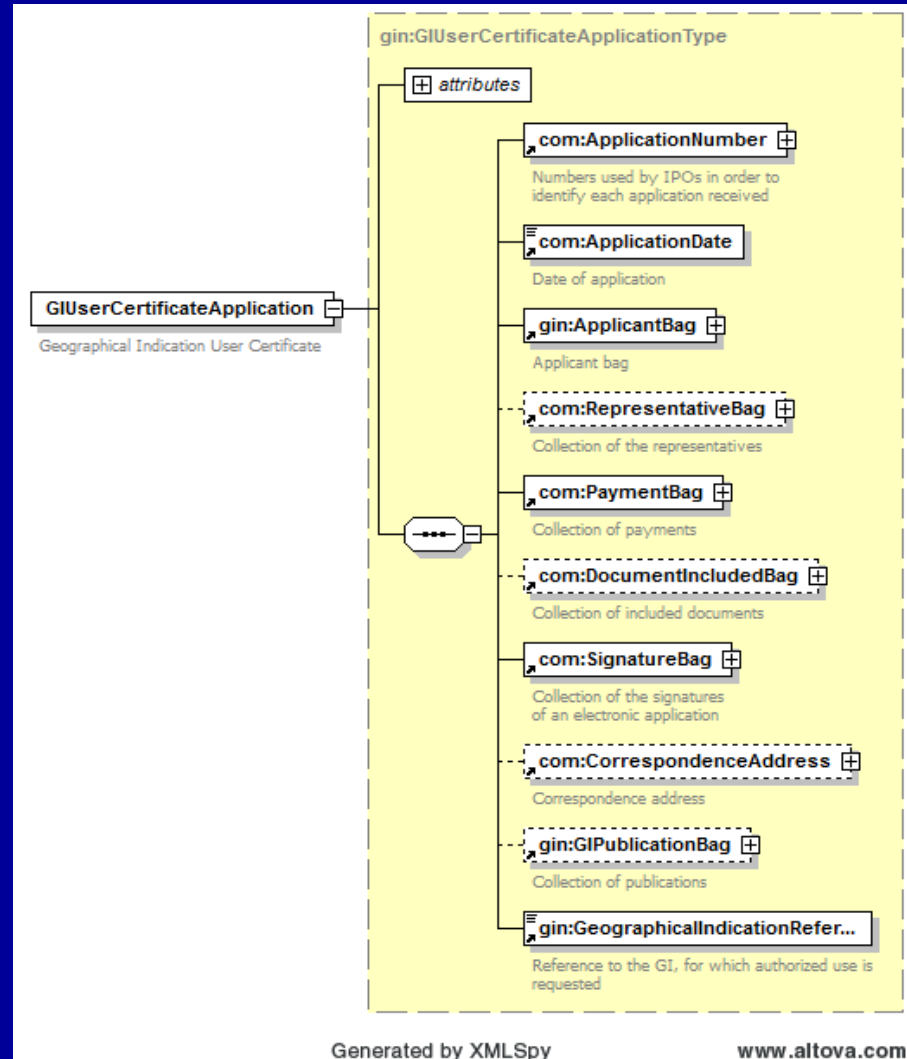 gin:GIUserCertificateApplicationType
attributes
com:ApplicationNumber
Numbers used by IPOs in order to
identify each application received
com:ApplicationDate
Date of application
GIUserCertificateApplication
Geographical Indication User Certificate
gin:ApplicantBag
Applicant bag
com:RepresentativeBag
Collection of the representatives
com:PaymentBag
Collection of payments
com:DocumentIncludedBag
Collection of included documents
com:SignatureBag
Collection of the signatures
of an electronic application
com:CorrespondenceAddress
Correspondence address
gin:GIPublicationBag
Collection of publications
gin:GeographicalIndicationRefer...
Reference to the GI, for which authorized use is
requested
Generated by XMLSpy www.altova.com